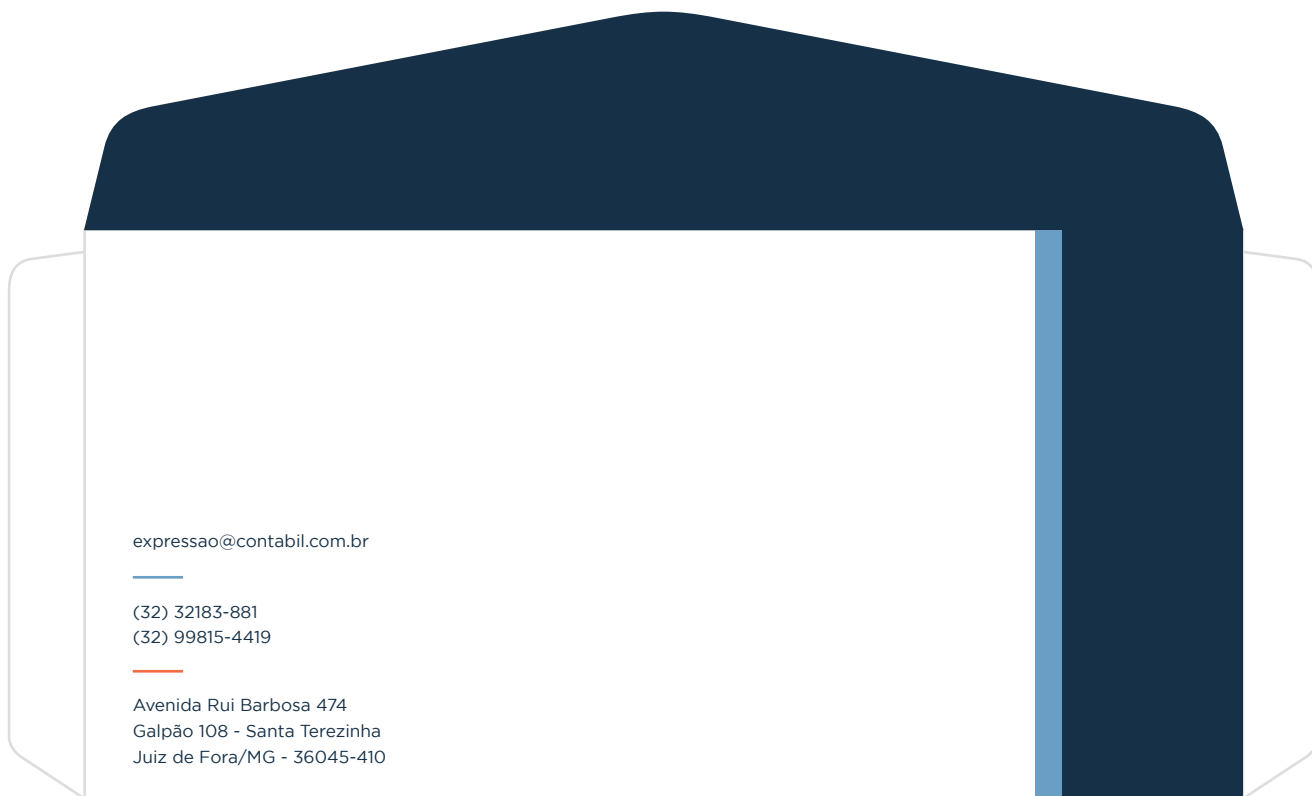 expressao@contabil.com.br
(32) 32183-881
(32) 99815-4419
Avenida Rui Barbosa 474
Galpão 108 - Santa Terezinha
Juiz de Fora/MG - 36045-410